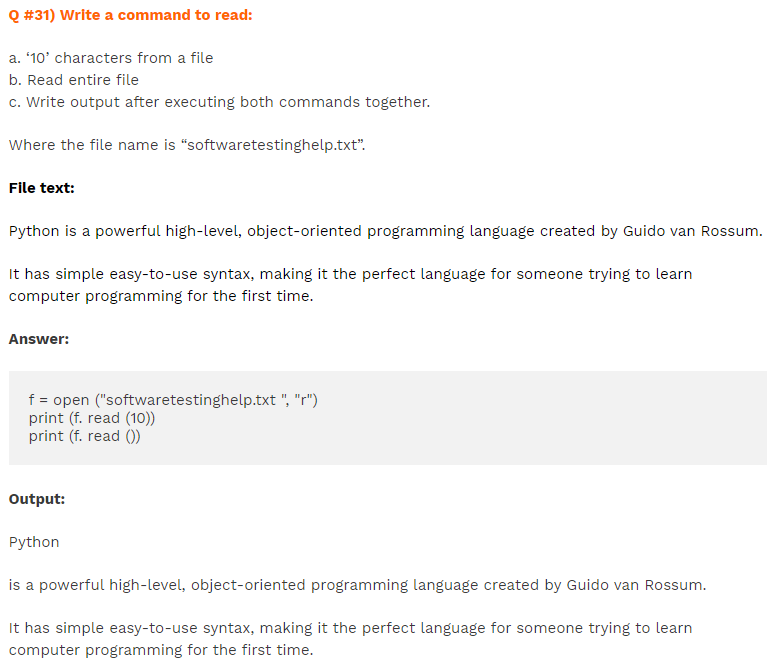 Q #31) Write a command to read:
a. ‘10’ characters from a file
b. Read entire file
c. Write output after executing both commands together.
Where the file name is “softwaretestinghelp.txt”.
File text:
Python is a powerful high-level, object-oriented programming language created by Guido van Rossum.
It has simple easy-to-use syntax, making it the perfect language for someone trying to learn
computer programming for the first time.
Answer:
f = open ("softwaretestinghelp.txt ", "r")
print (f. read (10))
print (f. read ())
Output:
Python
is a powerful high-level, object-oriented programming language created by Guido van Rossum.
It has simple easy-to-use syntax, making it the perfect language for someone trying to learn
computer programming for the first time.